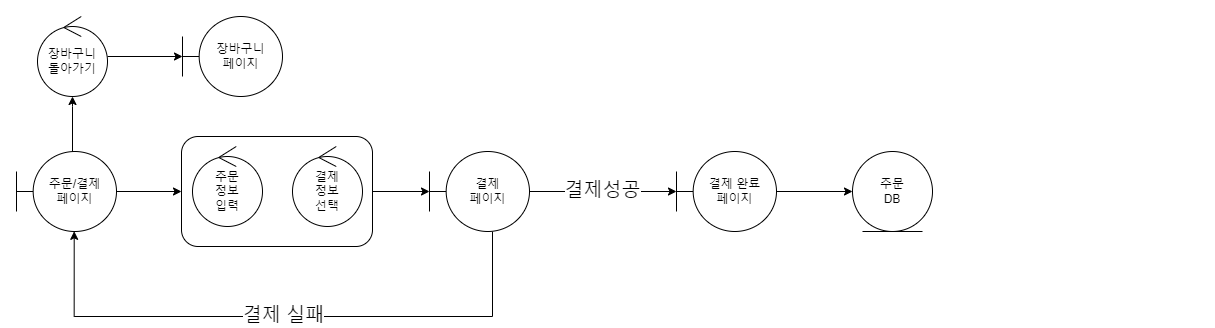 장바구니
돌아가기
장바구니
페이지
주문/결제
페이지
주문
정보
입력
결제
정보
선택
결제
페이지
결제성공
결제 완료
페이지
주문
DB
결제 실패